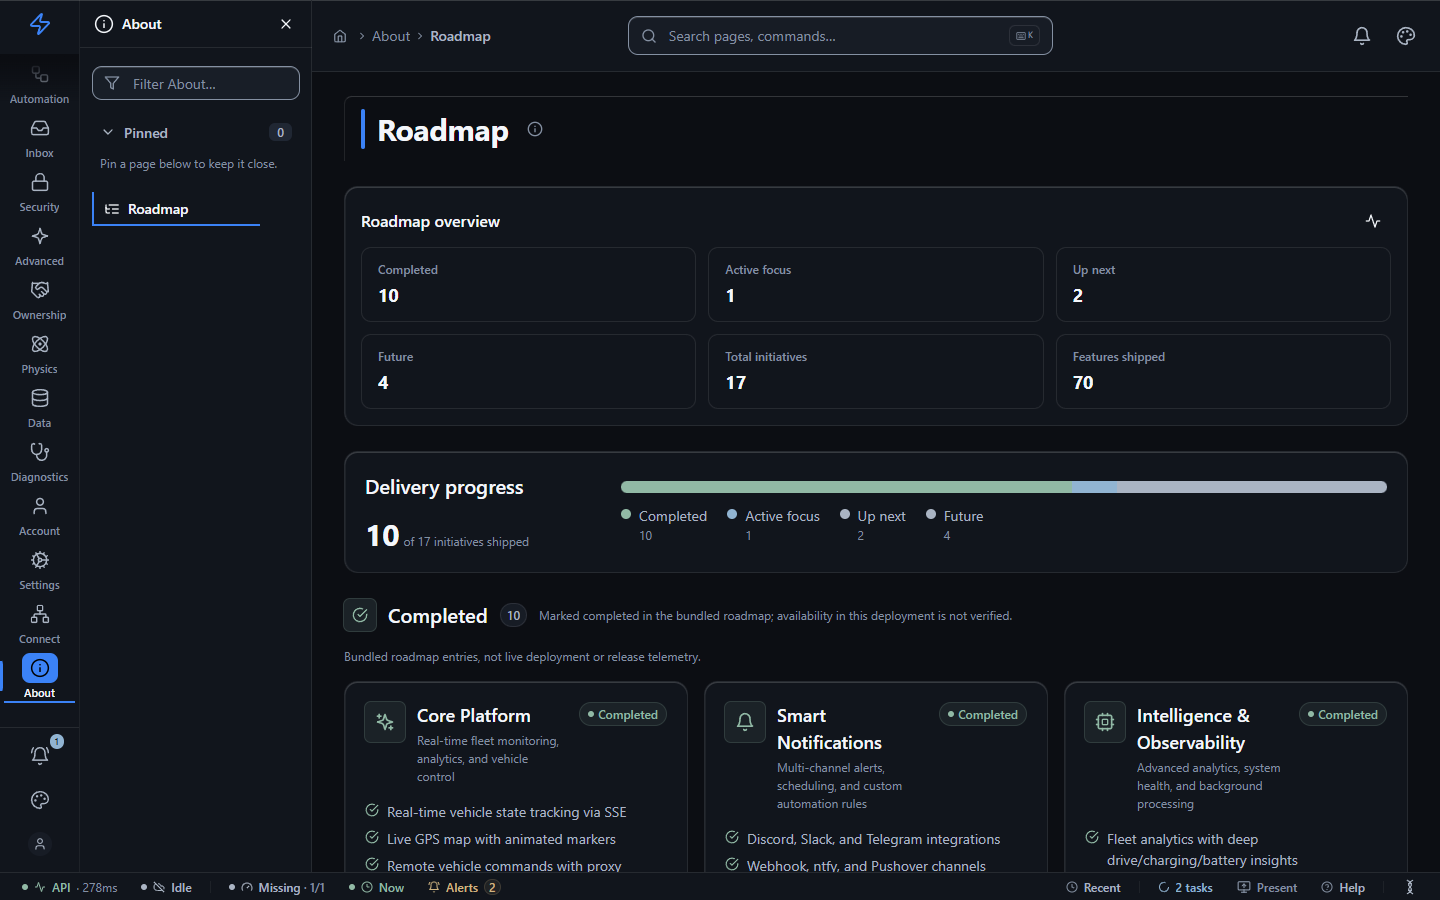 About
About
Roadmap
Search pages, commands...
K
Automation
Inbox
Security
Advanced
Ownership
Physics
Data
Diagnostics
Account
Settings
Connect
About
1
Filter About...
Pinned
0
Pin a page below to keep it close.
Roadmap
Roadmap
Roadmap overview
Completed
10
Active focus
1
Up next
2
Future
4
Total initiatives
17
Features shipped
70
Delivery progress
10 of 17 initiatives shipped
Completed
10
Active focus
1
Up next
2
Future
4
Completed
10
Marked completed in the bundled roadmap; availability in this deployment is not verified.
Bundled roadmap entries, not live deployment or release telemetry.
Core Platform
Completed
Real-time fleet monitoring,
analytics, and vehicle
control
Real-time vehicle state tracking via SSE
Live GPS map with animated markers
Remote vehicle commands with proxy
Smart
Notifications
Completed
Multi-channel alerts,
scheduling, and custom
automation rules
Discord, Slack, and Telegram integrations
Webhook, ntfy, and Pushover channels
Intelligence &
Observability
Completed
Advanced analytics, system
health, and background
processing
Fleet analytics with deep
drive/charging/battery insights
API · 278ms
Idle
Missing · 1/1
Now
Alerts 2
Recent
2 tasks
Present
Help